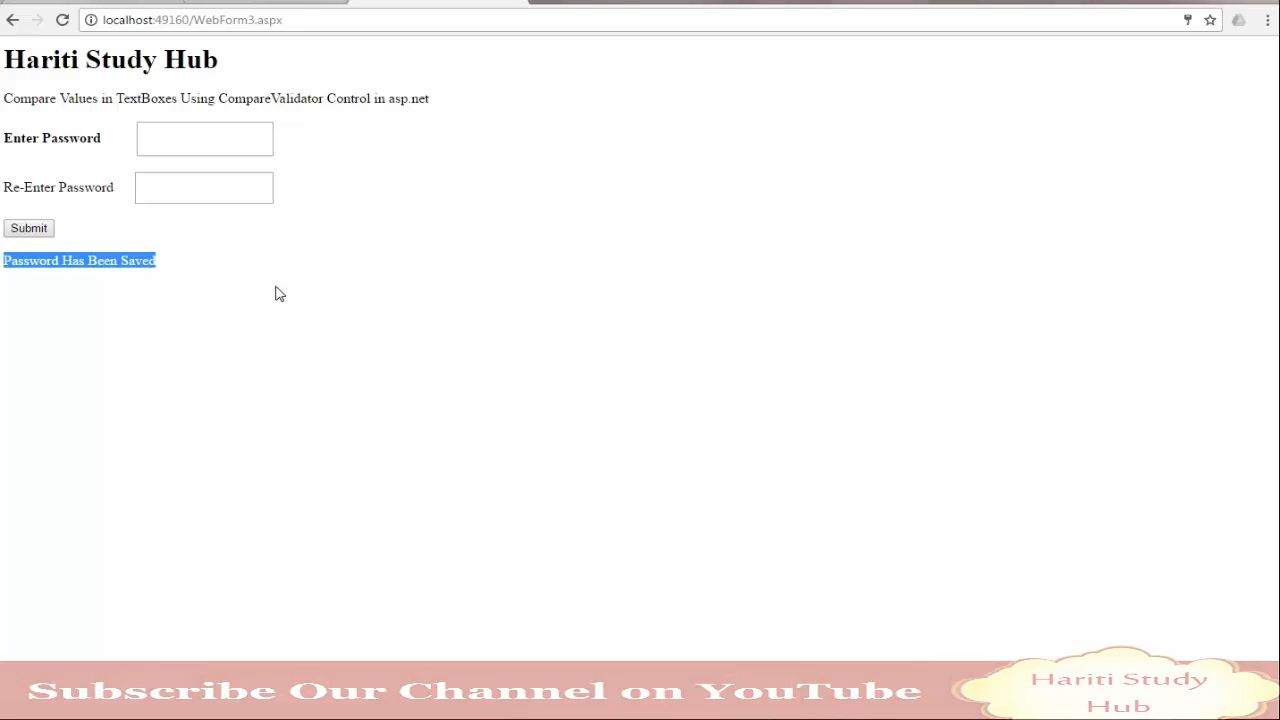 localhost:49160/WebForm3.aspx
Hariti Study Hub
Compare Values in TextBoxes Using CompareValidator Control in asp.net
Enter Password
Re-Enter Password
Submit
Password Has Been Saved
Subscribe Our Channel on YouTube
Hariti Study
Hub